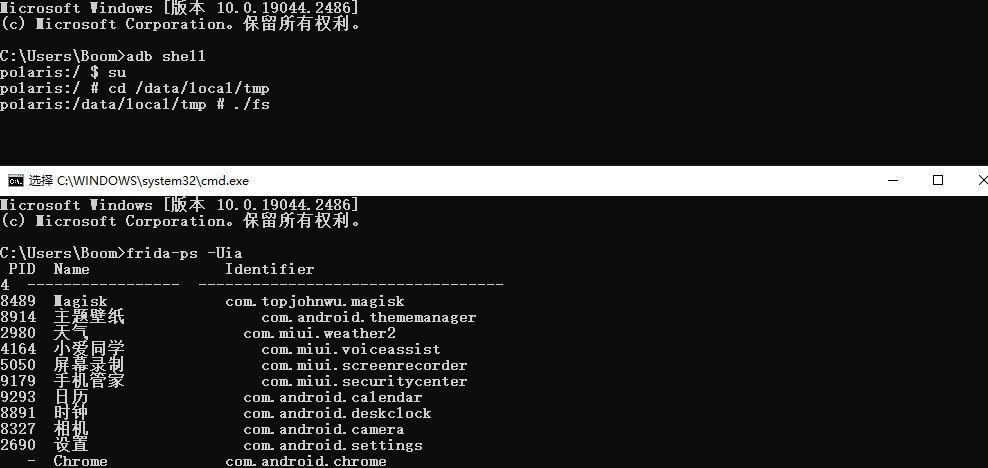 Microsoft Windows [版本 10.0.19044.2486]
(c) Microsoft Corporation。保留所有权利。
C:\Users\Boom>adb shell
polaris:/ $ su
polaris:/ # cd /data/local/tmp
polaris:/data/local/tmp # ./fs
选择 C:\WINDOWS\system32\cmd.exe
Microsoft Windows [版本 10.0.19044.2486]
(c) Microsoft Corporation。保留所有权利。
C:\Users\Boom>frida-ps -Uia
PID  Name               Identifier
4  -----------------  ----------------------------------
8489  Magisk             com.topjohnwu.magisk
8914  主题壁纸               com.android.thememanager
2980  天气                 com.miui.weather2
4164  小爱同学               com.miui.voiceassist
5050  屏幕录制               com.miui.screenrecorder
9179  手机管家               com.miui.securitycenter
9293  日历                 com.android.calendar
8891  时钟                 com.android.deskclock
8327  相机                 com.android.camera
2690  设置                 com.android.settings
-  Chrome             com.android.chrome